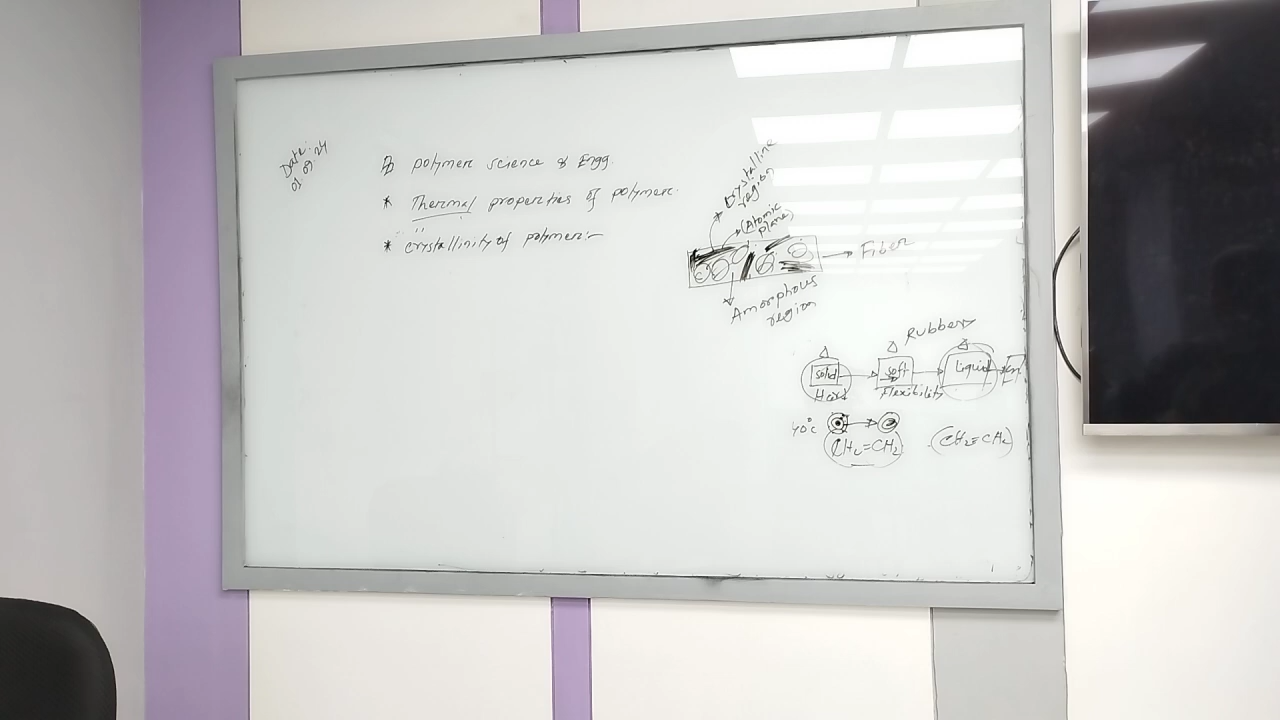 Date:
01.09.24
polymer science & Engg.
* Thermal properties of polymer.
* crystallinity of polymer:-
crystalline
region
(Atomic
plane)
Fiber
Amorphous
region
Rubbery
solid
soft
Liquid
Hard
Flexibility
40°C
CH₂=CH₂
(CH₂=CH₂)